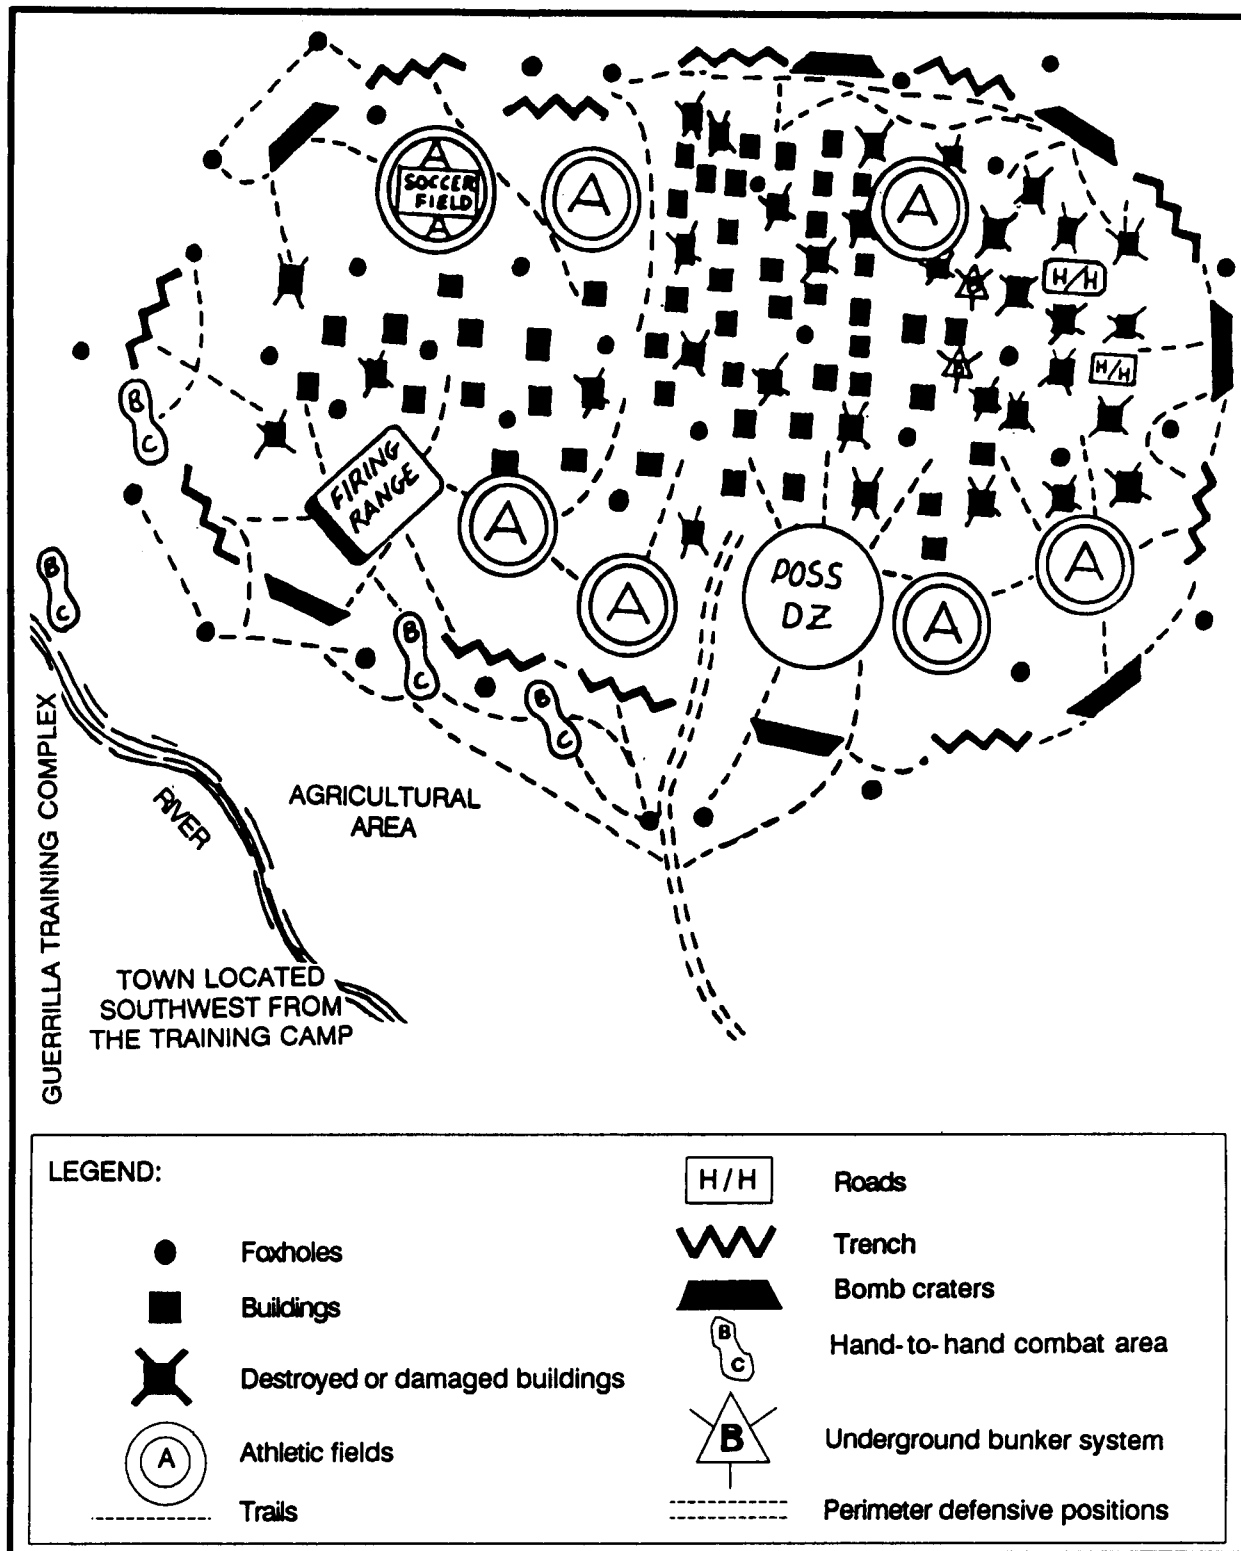 A
SOCCER
FIELD
A
A
A
B
H/H
B
H/H
B
C
FIRING
RANGE
A
B
C
A
POSS
DZ
A
A
B
C
B
C
GUERRILLA TRAINING COMPLEX
RIVER
AGRICULTURAL
AREA
TOWN LOCATED
SOUTHWEST FROM
THE TRAINING CAMP
LEGEND:
Foxholes
Buildings
Destroyed or damaged buildings
A
Athletic fields
Trails
H/H
Roads
Trench
Bomb craters
B
C
Hand-to-hand combat area
B
Underground bunker system
Perimeter defensive positions